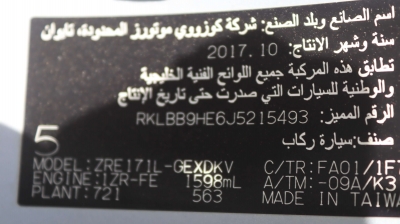 اسم الصانع وبلد الصنع: شركة كوزووي موتورز المحدودة، تايوان
سنة وشهر الانتاج: 10 .2017
تطابق هذه المركبة جميع اللوائح الفنية الخليجية
والوطنية للسيارات التي صدرت حتى تاريخ الإنتاج
الرقم المميز: RKLBB9HE6J5215493
صنف: سيارة ركاب
5
MODEL: ZRE171L-GEXDKV C/TR: FA01/1F7
ENGINE: 1ZR-FE 1598mL A/TM: -09A/K3
PLANT: 721 563 MADE IN TAIWA